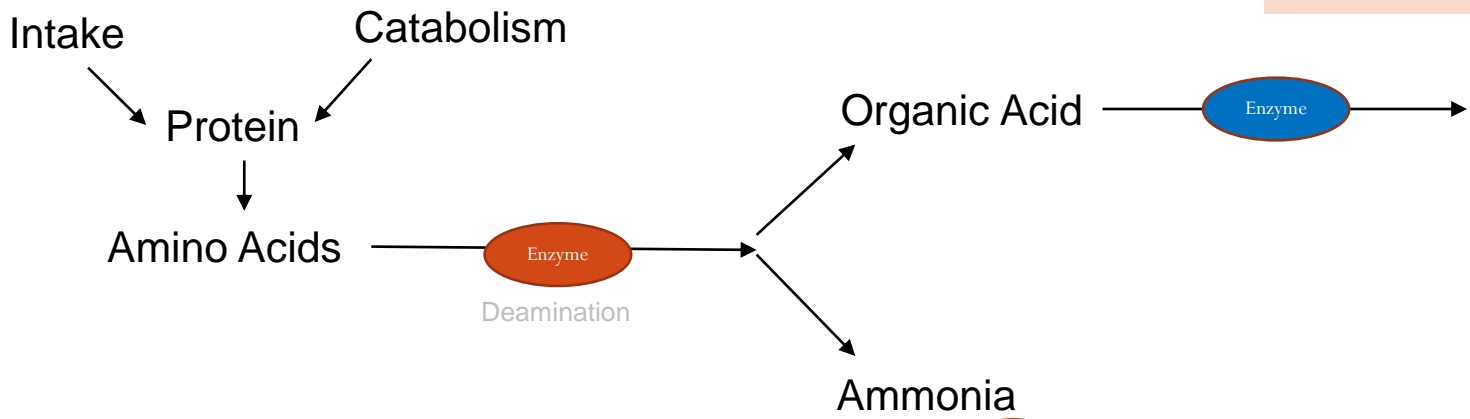 Intake
Catabolism
Protein
Amino Acids
Enzyme
Deamination
Organic Acid
Enzyme
Ammonia